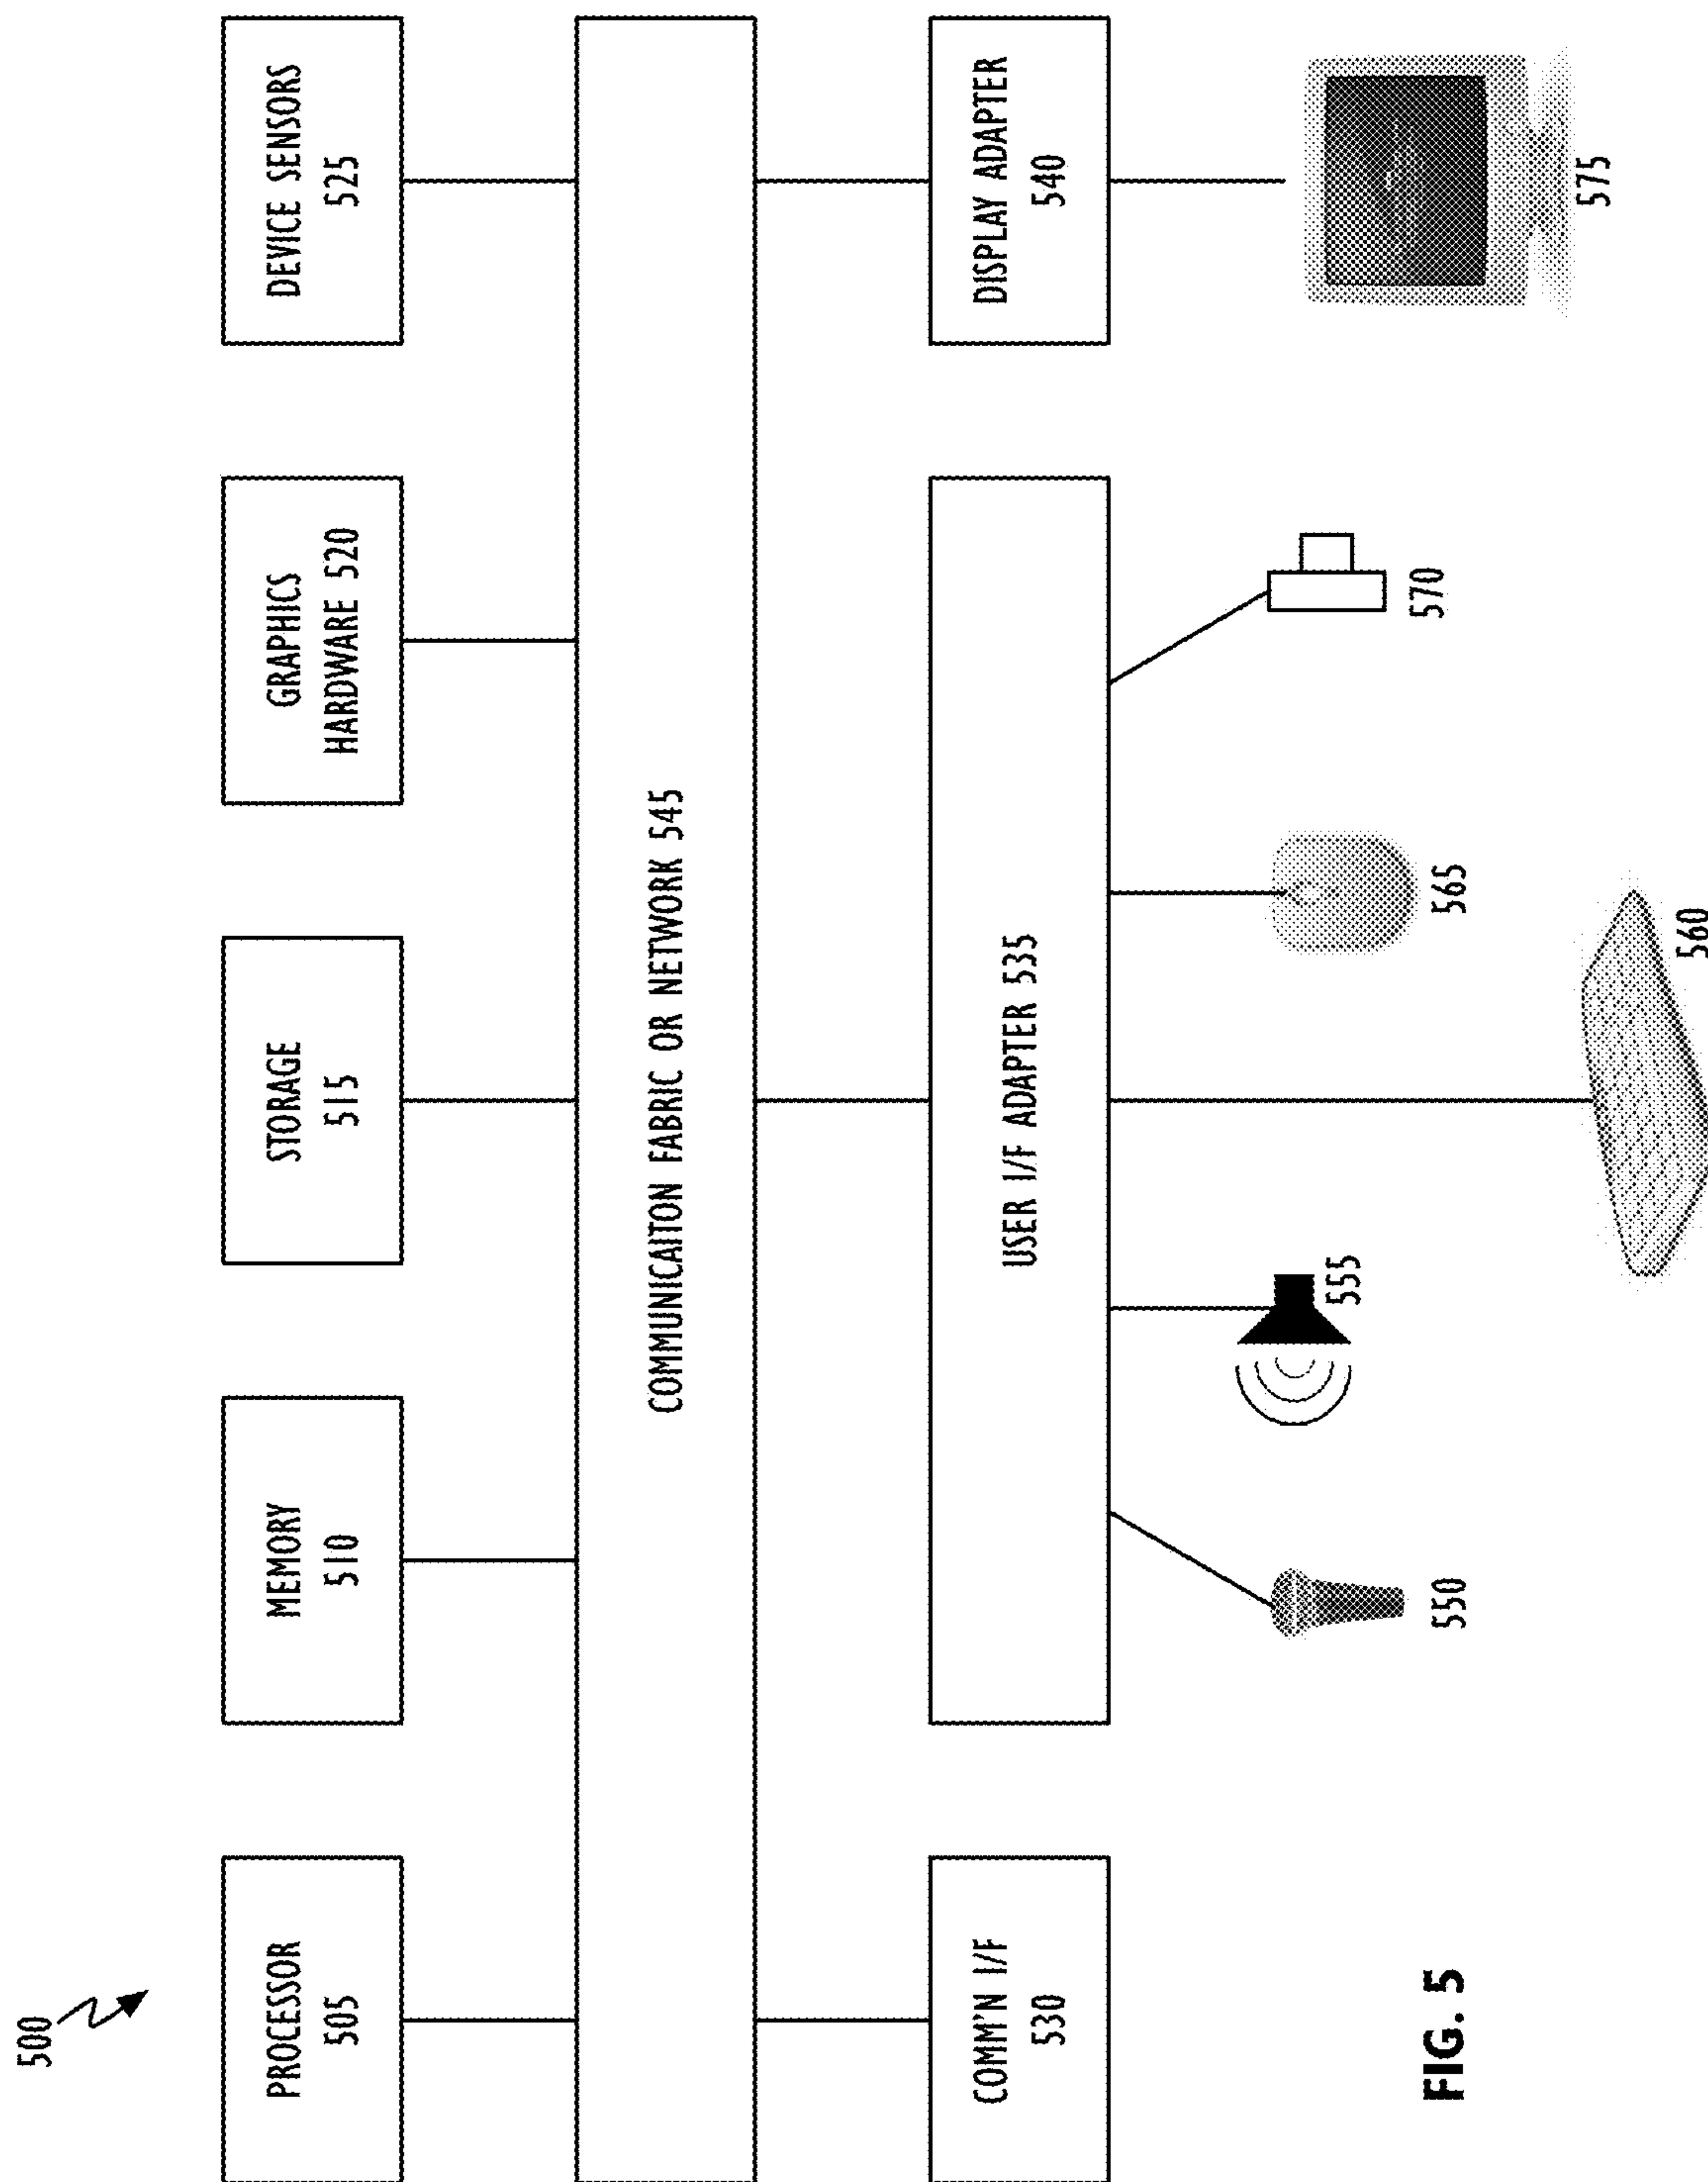 500
PROCESSOR
505
MEMORY
510
STORAGE
515
GRAPHICS
HARDWARE 520
DEVICE SENSORS
525
COMMUNICAITON FABRIC OR NETWORK 545
COMM'N I/F
530
USER I/F ADAPTER 535
DISPLAY ADAPTER
540
550
555
560
565
570
575
FIG. 5